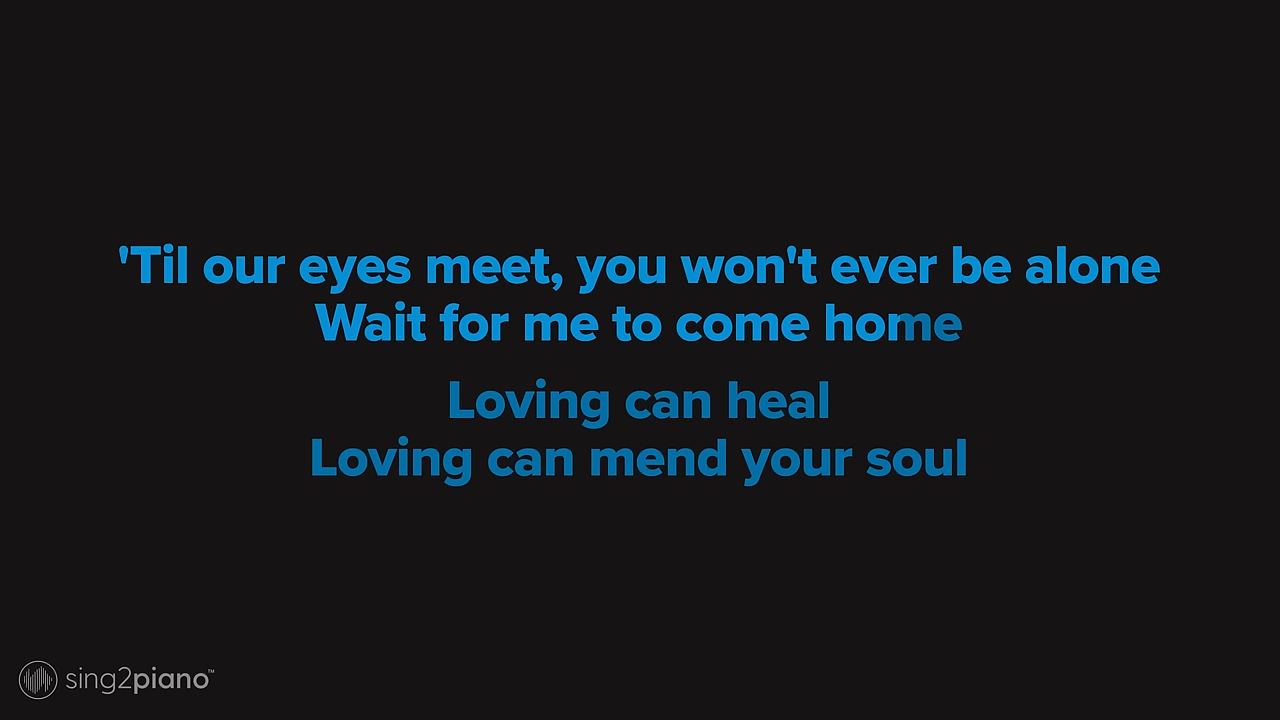 'Til our eyes meet, you won't ever be alone
Wait for me to come home
Loving can heal
Loving can mend your soul
sing2piano™